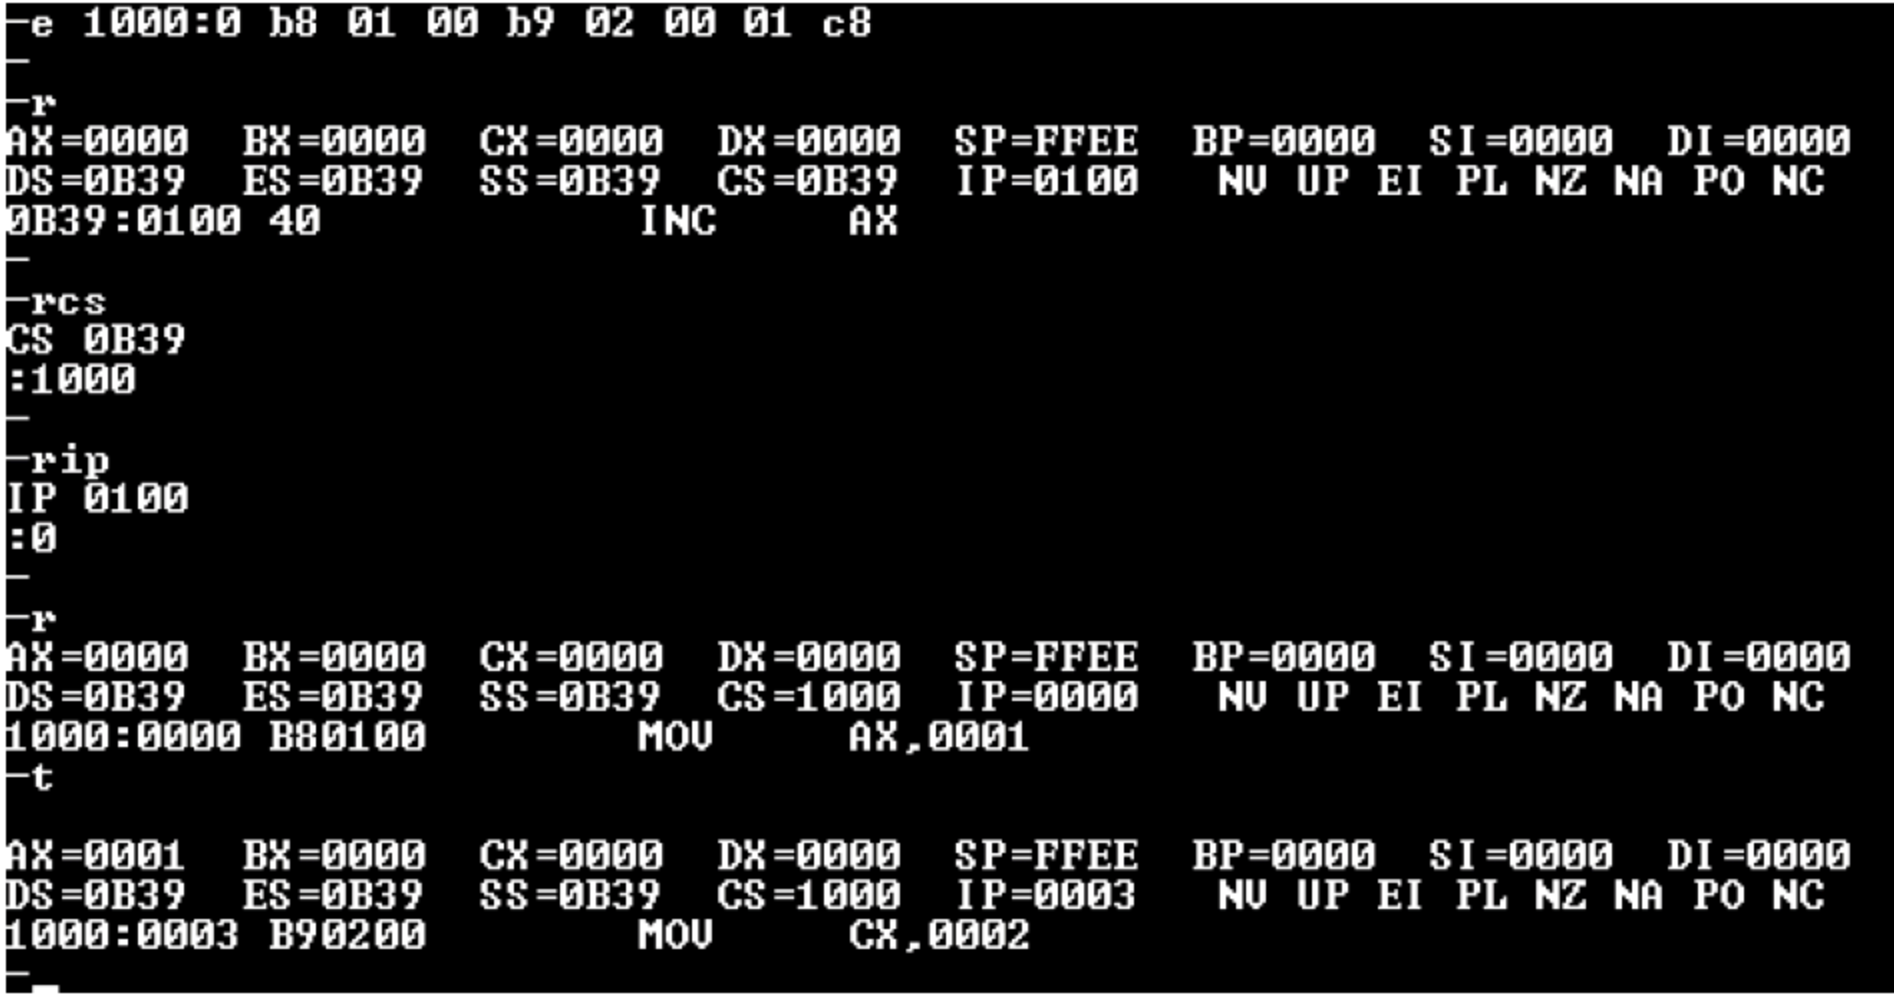 -e 1000:0 b8 01 00 b9 02 00 01 c8
-
-r
AX=0000  BX=0000  CX=0000  DX=0000  SP=FFEE  BP=0000  SI=0000  DI=0000
DS=0B39  ES=0B39  SS=0B39  CS=0B39  IP=0100   NV UP EI PL NZ NA PO NC
0B39:0100 40            INC     AX
-
-rcs
CS 0B39
:1000
-
-rip
IP 0100
:0
-
-r
AX=0000  BX=0000  CX=0000  DX=0000  SP=FFEE  BP=0000  SI=0000  DI=0000
DS=0B39  ES=0B39  SS=0B39  CS=1000  IP=0000   NV UP EI PL NZ NA PO NC
1000:0000 B80100        MOV     AX,0001
-t
AX=0001  BX=0000  CX=0000  DX=0000  SP=FFEE  BP=0000  SI=0000  DI=0000
DS=0B39  ES=0B39  SS=0B39  CS=1000  IP=0003   NV UP EI PL NZ NA PO NC
1000:0003 B90200        MOV     CX,0002
-_